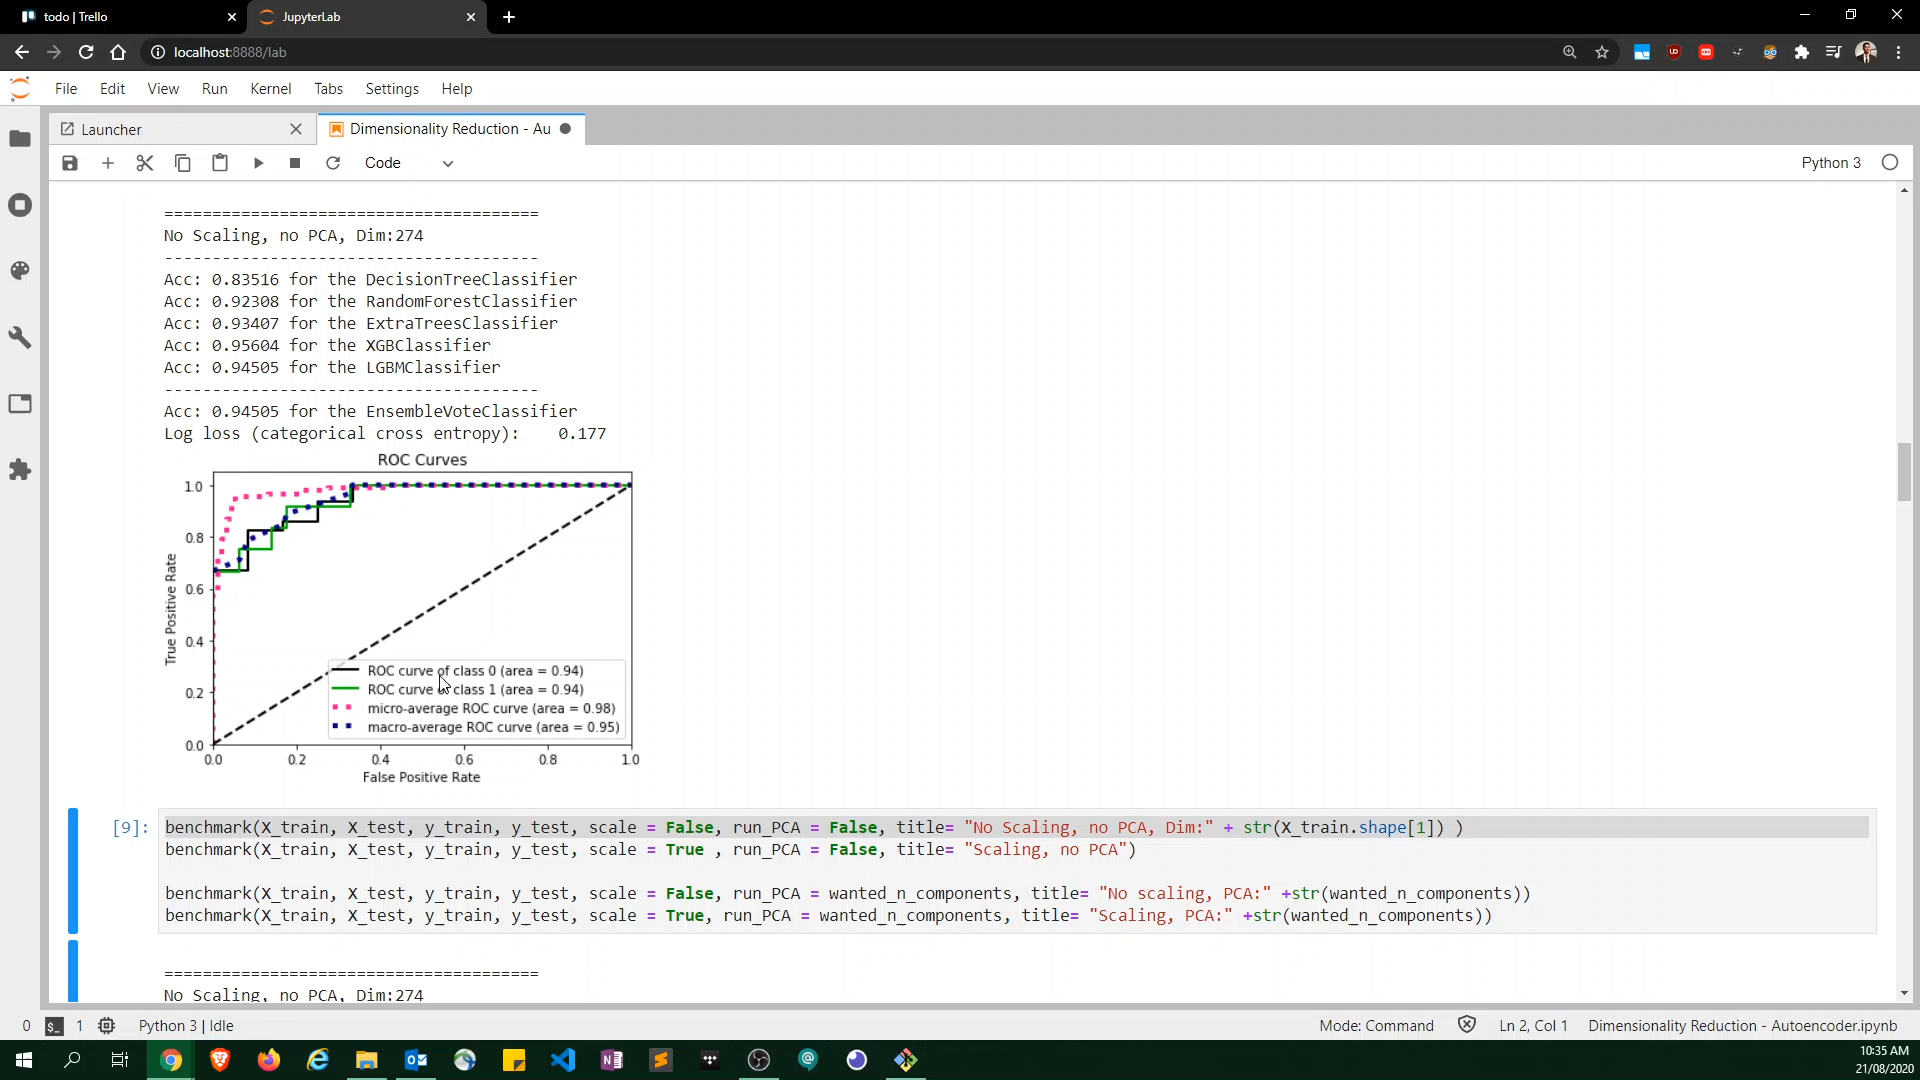 todo | Trello
JupyterLab
localhost:8888/lab
File Edit View Run Kernel Tabs Settings Help
Launcher
Dimensionality Reduction - Au
Code
Python 3
=======================================
No Scaling, no PCA, Dim:274
---------------------------------------
Acc: 0.83516 for the DecisionTreeClassifier
Acc: 0.92308 for the RandomForestClassifier
Acc: 0.93407 for the ExtraTreesClassifier
Acc: 0.95604 for the XGBClassifier
Acc: 0.94505 for the LGBMClassifier
---------------------------------------
Acc: 0.94505 for the EnsembleVoteClassifier
Log loss (categorical cross entropy):    0.177
ROC Curves
1.0
0.8
0.6
0.4
0.2
0.0
True Positive Rate
ROC curve of class 0 (area = 0.94)
ROC curve of class 1 (area = 0.94)
micro-average ROC curve (area = 0.98)
macro-average ROC curve (area = 0.95)
0.0 0.2 0.4 0.6 0.8 1.0
False Positive Rate
[9]:
benchmark(X_train, X_test, y_train, y_test, scale = False, run_PCA = False, title= "No Scaling, no PCA, Dim:" + str(X_train.shape[1]) )
benchmark(X_train, X_test, y_train, y_test, scale = True , run_PCA = False, title= "Scaling, no PCA")
benchmark(X_train, X_test, y_train, y_test, scale = False, run_PCA = wanted_n_components, title= "No scaling, PCA:" +str(wanted_n_components))
benchmark(X_train, X_test, y_train, y_test, scale = True, run_PCA = wanted_n_components, title= "Scaling, PCA:" +str(wanted_n_components))
=======================================
No Scaling, no PCA, Dim:274
0 $_ 1 Python 3 | Idle
Mode: Command
Ln 2, Col 1
Dimensionality Reduction - Autoencoder.ipynb
10:35 AM
21/08/2020